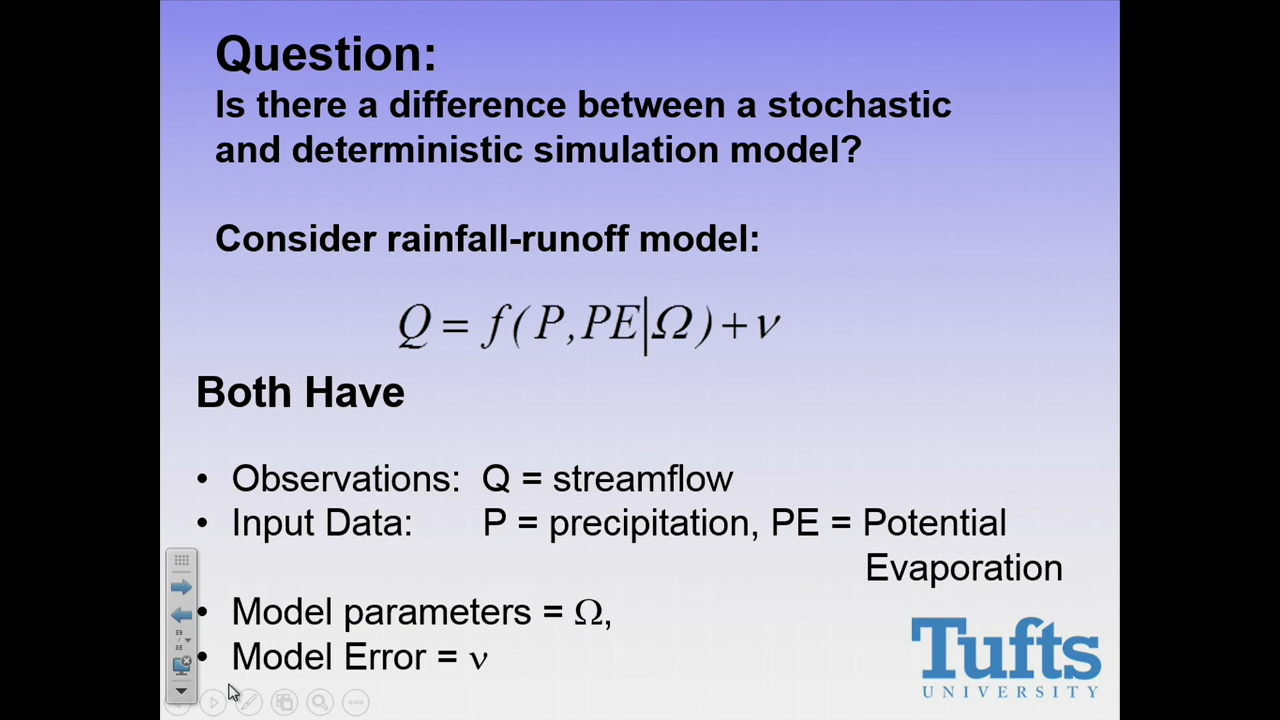 Question:
Is there a difference between a stochastic
and deterministic simulation model?
Consider rainfall-runoff model:
Q = f(P,PE|Ω)+ν
Both Have
• Observations: Q = streamflow
• Input Data: P = precipitation, PE = Potential
Evaporation
• Model parameters = Ω,
• Model Error = ν
Tufts
UNIVERSITY